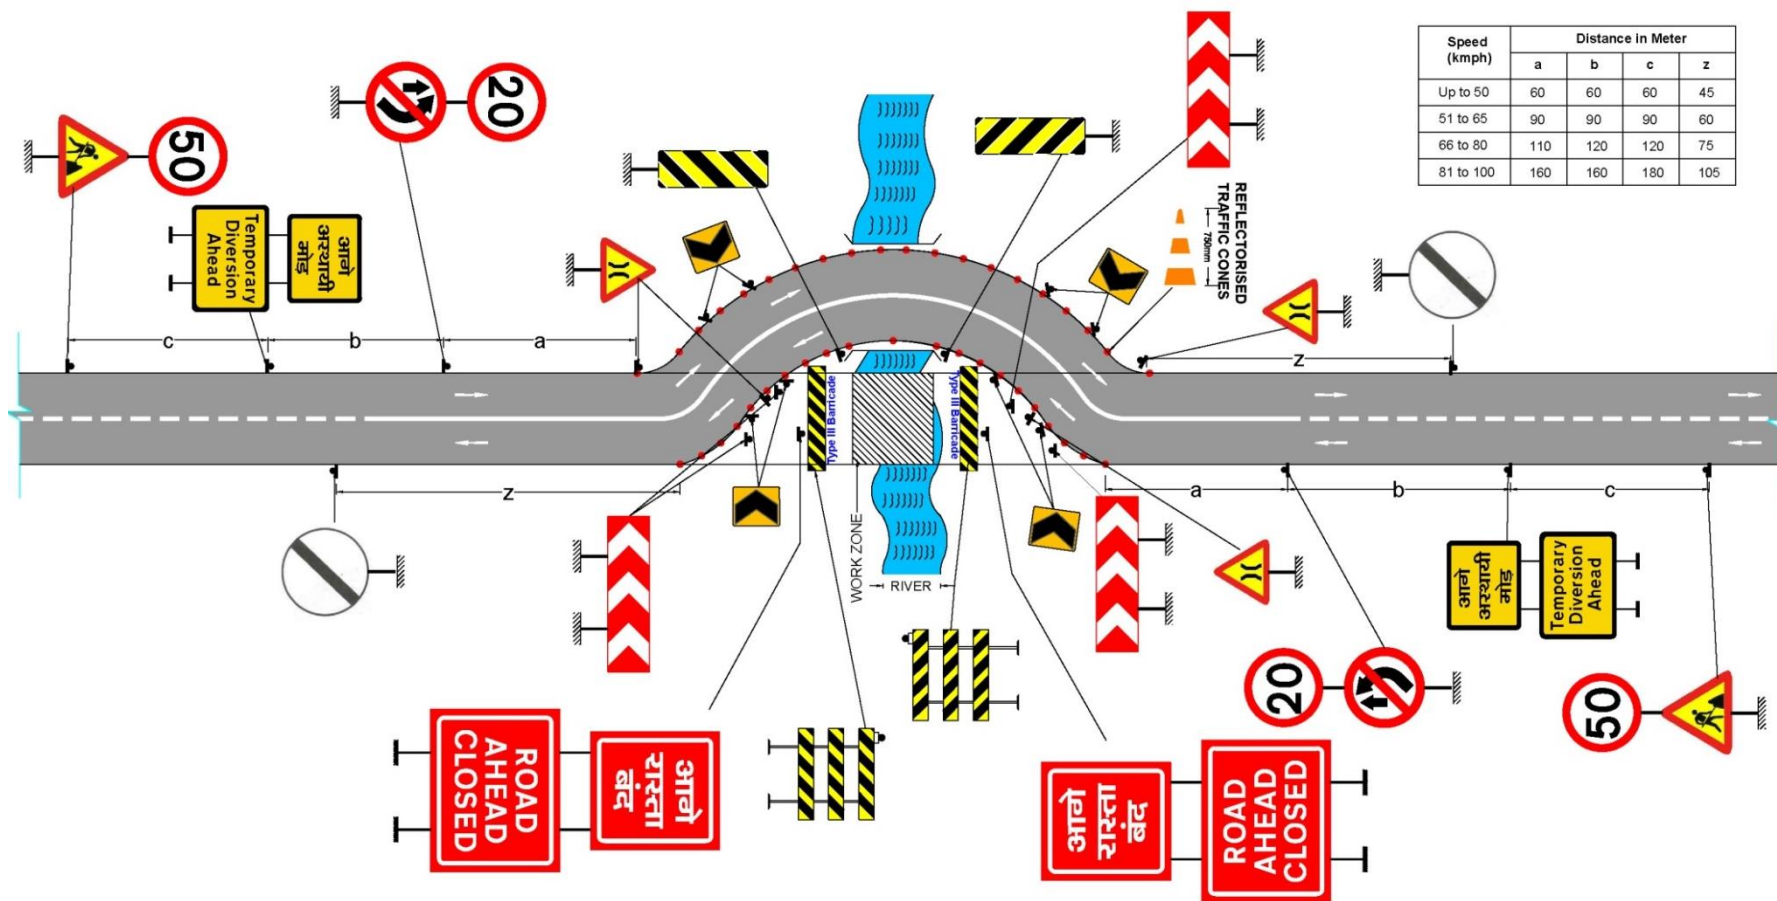 Speed
(kmph)
Distance in Meter
a b c z
Up to 50 60 60 60 45
51 to 65 90 90 90 60
66 to 80 110 120 120 75
81 to 100 160 160 180 105
50
20
Temporary
Diversion
Ahead
आगे
अस्थायी
मोड़
c
b
a
REFLECTORISED
TRAFFIC CONES
750mm
z
Type III Barricade
Type III Barricade
z
a
b
c
WORK ZONE
RIVER
आगे
अस्थायी
मोड़
Temporary
Diversion
Ahead
20
50
ROAD
AHEAD
CLOSED
आगे
रास्ता
बंद
आगे
रास्ता
बंद
ROAD
AHEAD
CLOSED